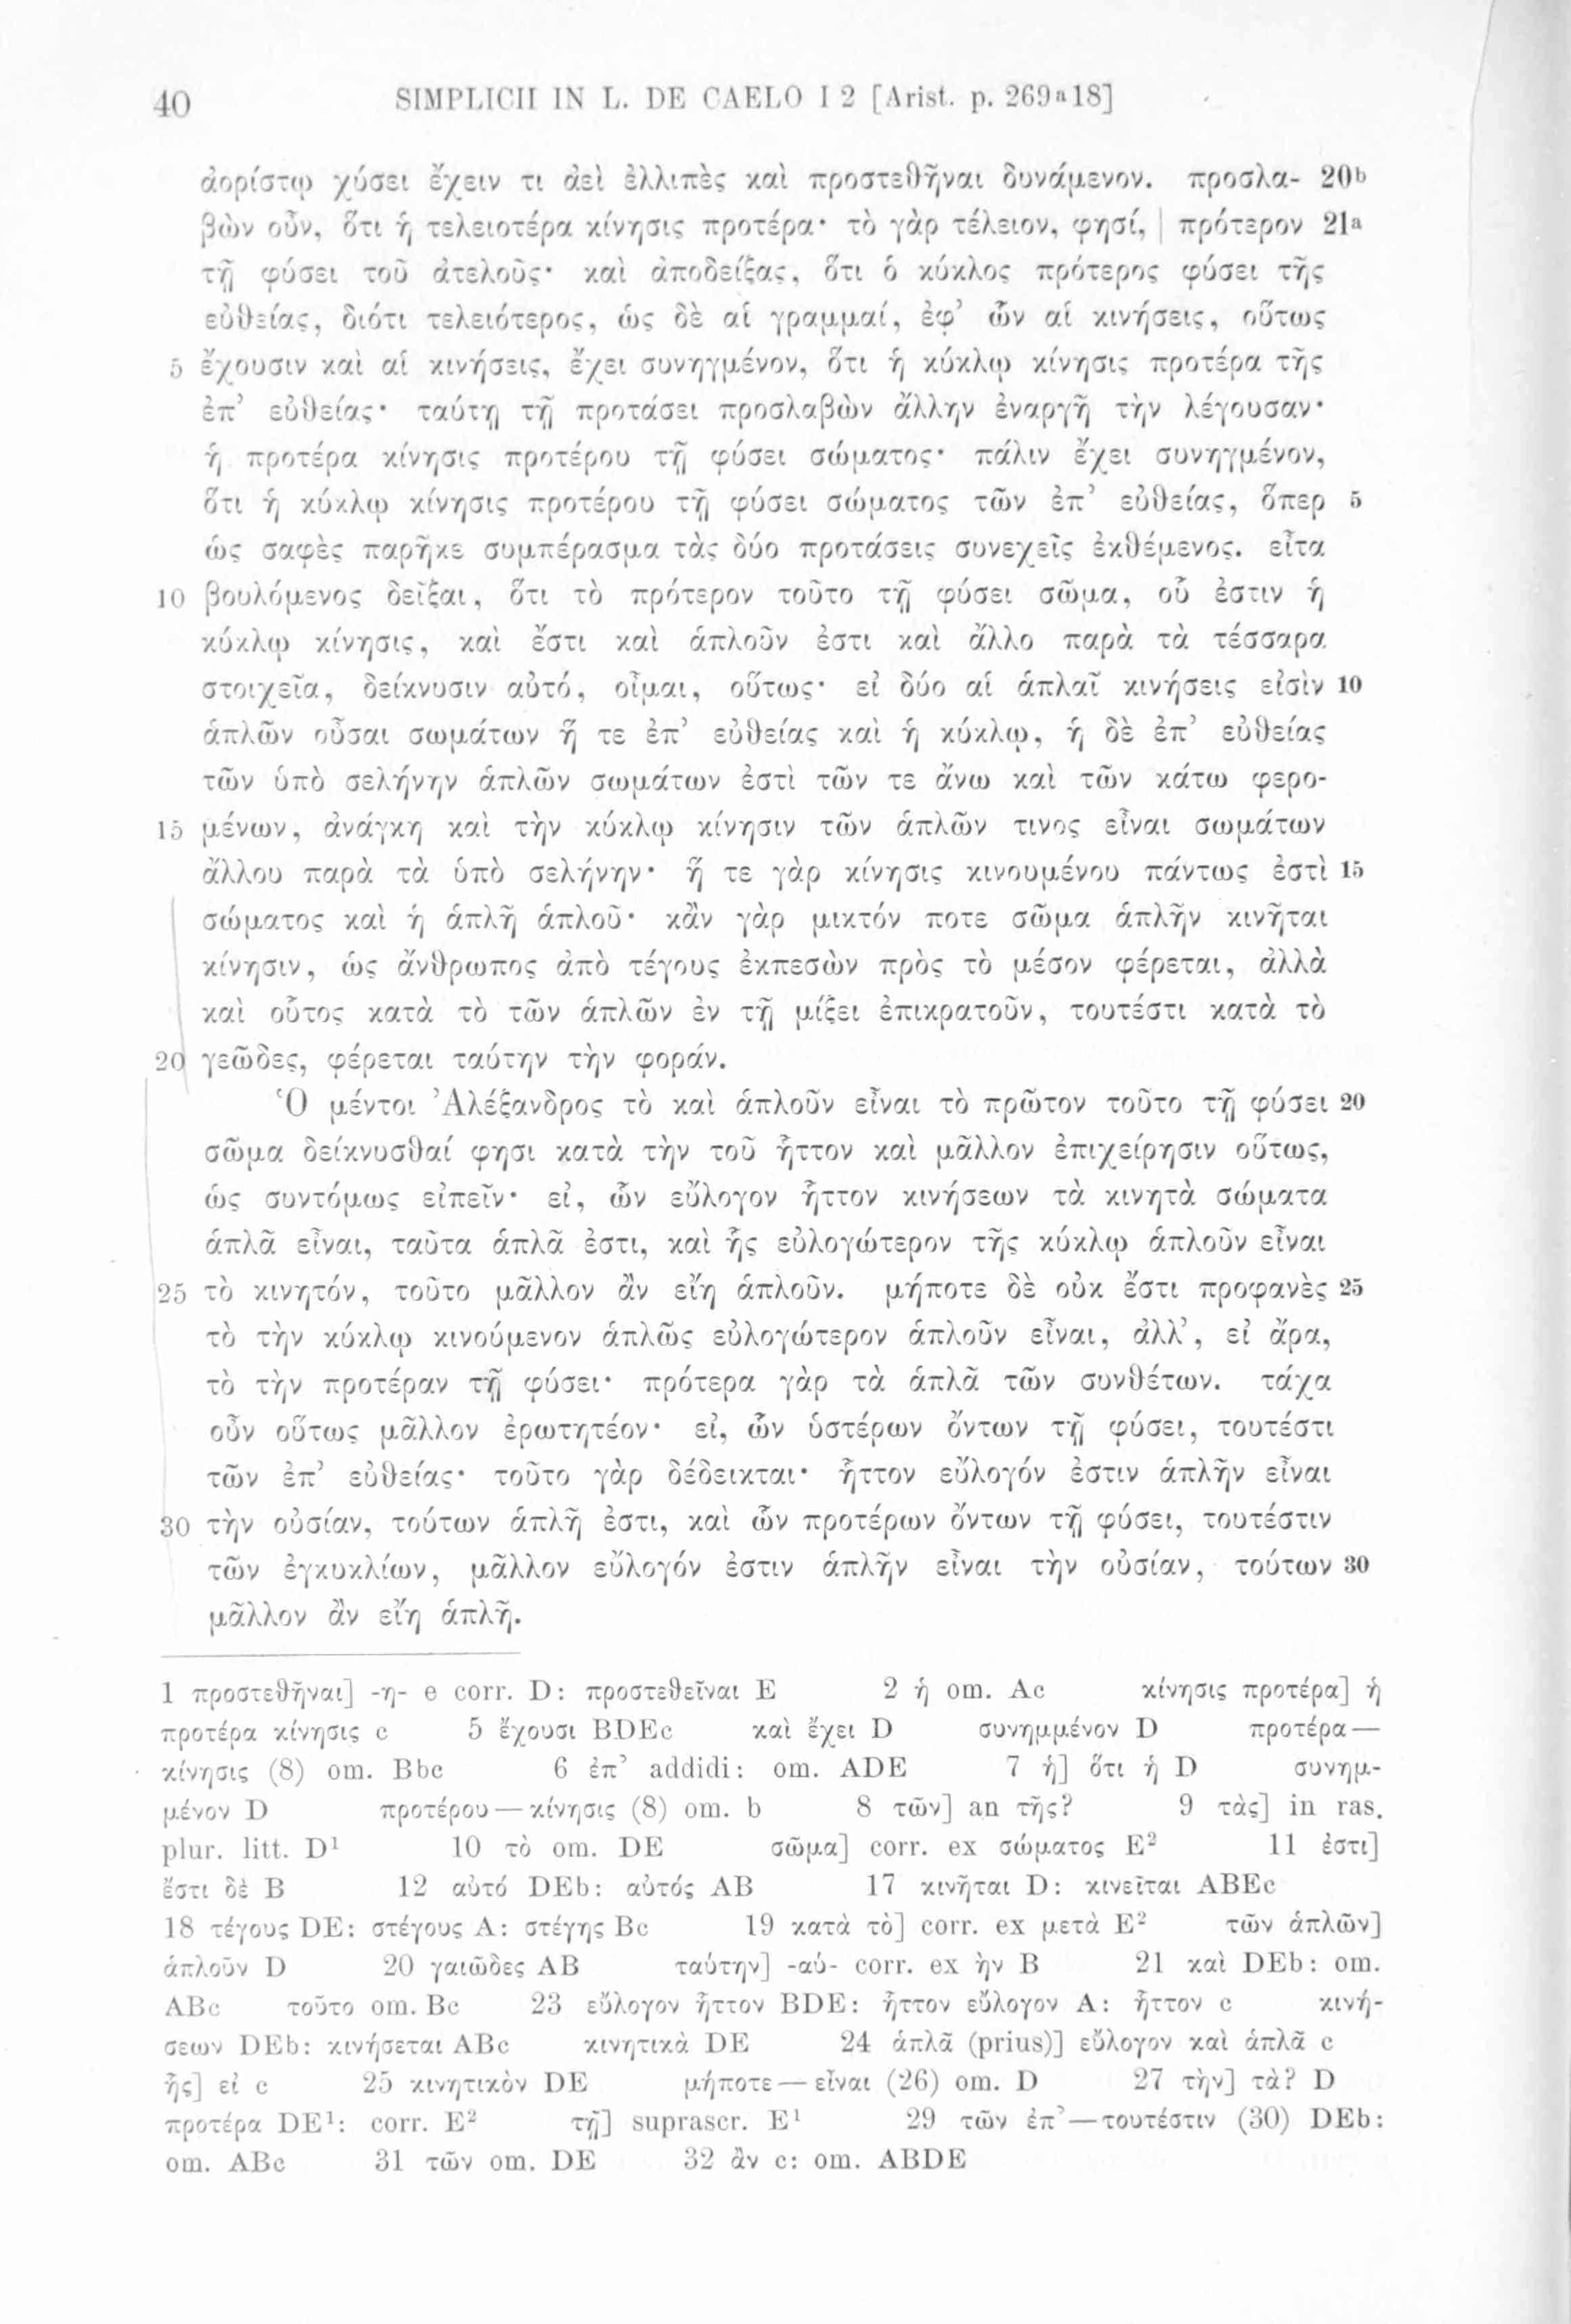 40 SIMPLICII IN L. DE CAELO I 2 [Arist. p. 269a18]
ἀορίστῳ χύσει ἔχειν τι ἀεὶ ἐλλιπὲς καὶ προστεθῆναι δυνάμενον. προσλα- 20b
βὼν οὖν, ὅτι ἡ τελειοτέρα κίνησις προτέρα· τὸ γὰρ τέλειον, φησί, | πρότερον 21a
τῇ φύσει τοῦ ἀτελοῦς· καὶ ἀποδείξας, ὅτι ὁ κύκλος πρότερος φύσει τῆς
εὐθείας, διότι τελειότερος, ὡς δὲ αἱ γραμμαί, ἐφ’ ὧν αἱ κινήσεις, οὕτως
5 ἔχουσιν καὶ αἱ κινήσεις, ἔχει συνηγμένον, ὅτι ἡ κύκλῳ κίνησις προτέρα τῆς
ἐπ’ εὐθείας· ταύτῃ τῇ προτάσει προσλαβὼν ἄλλην ἐναργῆ τὴν λέγουσαν·
ἡ προτέρα κίνησις προτέρου τῇ φύσει σώματος· πάλιν ἔχει συνηγμένον,
ὅτι ἡ κύκλῳ κίνησις προτέρου τῇ φύσει σώματος τῶν ἐπ’ εὐθείας, ὅπερ 5
ὡς σαφὲς παρῆκε συμπέρασμα τὰς δύο προτάσεις συνεχεῖς ἐκθέμενος. εἶτα
10 βουλόμενος δεῖξαι, ὅτι τὸ πρότερον τοῦτο τῇ φύσει σῶμα, οὗ ἐστιν ἡ
κύκλῳ κίνησις, καὶ ἔστι καὶ ἁπλοῦν ἐστι καὶ ἄλλο παρὰ τὰ τέσσαρα
στοιχεῖα, δείκνυσιν αὐτό, οἶμαι, οὕτως· εἰ δύο αἱ ἁπλαῖ κινήσεις εἰσὶν 10
ἁπλῶν οὖσαι σωμάτων ἥ τε ἐπ’ εὐθείας καὶ ἡ κύκλῳ, ἡ δὲ ἐπ’ εὐθείας
τῶν ὑπὸ σελήνην ἁπλῶν σωμάτων ἐστὶ τῶν τε ἄνω καὶ τῶν κάτω φερο-
15 μένων, ἀνάγκη καὶ τὴν κύκλῳ κίνησιν τῶν ἁπλῶν τινος εἶναι σωμάτων
ἄλλου παρὰ τὰ ὑπὸ σελήνην· ἥ τε γὰρ κίνησις κινουμένου πάντως ἐστὶ 15
σώματος καὶ ἡ ἁπλῆ ἁπλοῦ· κἂν γὰρ μικτόν ποτε σῶμα ἁπλῆν κινῆται
κίνησιν, ὡς ἄνθρωπος ἀπὸ τέγους ἐκπεσὼν πρὸς τὸ μέσον φέρεται, ἀλλὰ
καὶ οὗτος κατὰ τὸ τῶν ἁπλῶν ἐν τῇ μίξει ἐπικρατοῦν, τουτέστι κατὰ τὸ
20 γεῶδες, φέρεται ταύτην τὴν φοράν.
Ὁ μέντοι Ἀλέξανδρος τὸ καὶ ἁπλοῦν εἶναι τὸ πρῶτον τοῦτο τῇ φύσει 20
σῶμα δείκνυσθαί φησι κατὰ τὴν τοῦ ἧττον καὶ μᾶλλον ἐπιχείρησιν οὕτως,
ὡς συντόμως εἰπεῖν· εἰ, ὧν εὔλογον ἧττον κινήσεων τὰ κινητὰ σώματα
ἁπλᾶ εἶναι, ταῦτα ἁπλᾶ ἐστι, καὶ ἧς εὐλογώτερον τῆς κύκλῳ ἁπλοῦν εἶναι
25 τὸ κινητόν, τοῦτο μᾶλλον ἂν εἴη ἁπλοῦν. μήποτε δὲ οὐκ ἔστι προφανὲς 25
τὸ τὴν κύκλῳ κινούμενον ἁπλῶς εὐλογώτερον ἁπλοῦν εἶναι, ἀλλ’, εἰ ἄρα,
τὸ τὴν προτέραν τῇ φύσει· πρότερα γὰρ τὰ ἁπλᾶ τῶν συνθέτων. τάχα
οὖν οὕτως μᾶλλον ἐρωτητέον· εἰ, ὧν ὑστέρων ὄντων τῇ φύσει, τουτέστι
τῶν ἐπ’ εὐθείας· τοῦτο γὰρ δέδεικται· ἧττον εὔλογόν ἐστιν ἁπλῆν εἶναι
30 τὴν οὐσίαν, τούτων ἁπλῆ ἐστι, καὶ ὧν προτέρων ὄντων τῇ φύσει, τουτέστιν
τῶν ἐγκυκλίων, μᾶλλον εὔλογόν ἐστιν ἁπλῆν εἶναι τὴν οὐσίαν, τούτων 30
μᾶλλον ἂν εἴη ἁπλῆ.
1 προστεθῆναι] -η- e corr. D: προστεθεῖναι E 2 ἡ om. Ac κίνησις προτέρα] ἡ
προτέρα κίνησις c 5 ἔχουσι BDEc καὶ ἔχει D συνημμένον D προτέρα—
κίνησις (8) om. Bbc 6 ἐπ’ addidi: om. ADE 7 ἡ] ὅτι ἡ D συνημ-
μένον D προτέρου — κίνησις (8) om. b 8 τῶν] an τῆς? 9 τὰς] in ras.
plur. litt. D¹ 10 τὸ om. DE σῶμα] corr. ex σώματος E² 11 ἐστι]
ἔστι δὲ B 12 αὐτό DEb: αὐτός AB 17 κινῆται D: κινεῖται ABEc
18 τέγους DE: στέγους A: στέγης Bc 19 κατὰ τὸ] corr. ex μετὰ E² τῶν ἁπλῶν]
ἁπλοῦν D 20 γαιῶδες AB ταύτην] -αύ- corr. ex ὴν B 21 καὶ DEb: om.
ABc τοῦτο om. Bc 23 εὔλογον ἧττον BDE: ἧττον εὔλογον A: ἧττον c κινή-
σεων DEb: κινήσεται ABc κινητικὰ DE 24 ἁπλᾶ (prius)] εὔλογον καὶ ἁπλᾶ c
ἧς] εἰ c 25 κινητικὸν DE μήποτε — εἶναι (26) om. D 27 τὴν] τὰ? D
προτέρα DE¹: corr. E² τῇ] suprascr. E¹ 29 τῶν ἐπ’—τουτέστιν (30) DEb:
om. ABc 31 τῶν om. DE 32 ἂν c: om. ABDE